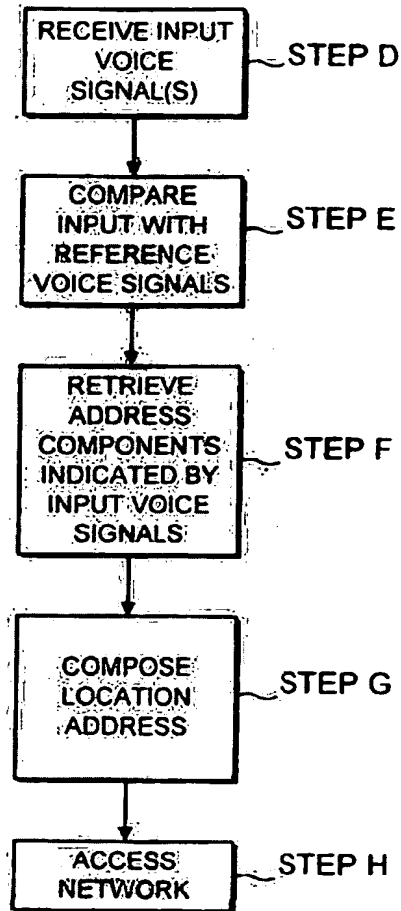 RECEIVE INPUT
VOICE
SIGNAL(S)
STEP D
COMPARE
INPUT WITH
REFERENCE
VOICE SIGNALS
STEP E
RETRIEVE
ADDRESS
COMPONENTS
INDICATED BY
INPUT VOICE
SIGNALS
STEP F
COMPOSE
LOCATION
ADDRESS
STEP G
ACCESS
NETWORK
STEP H